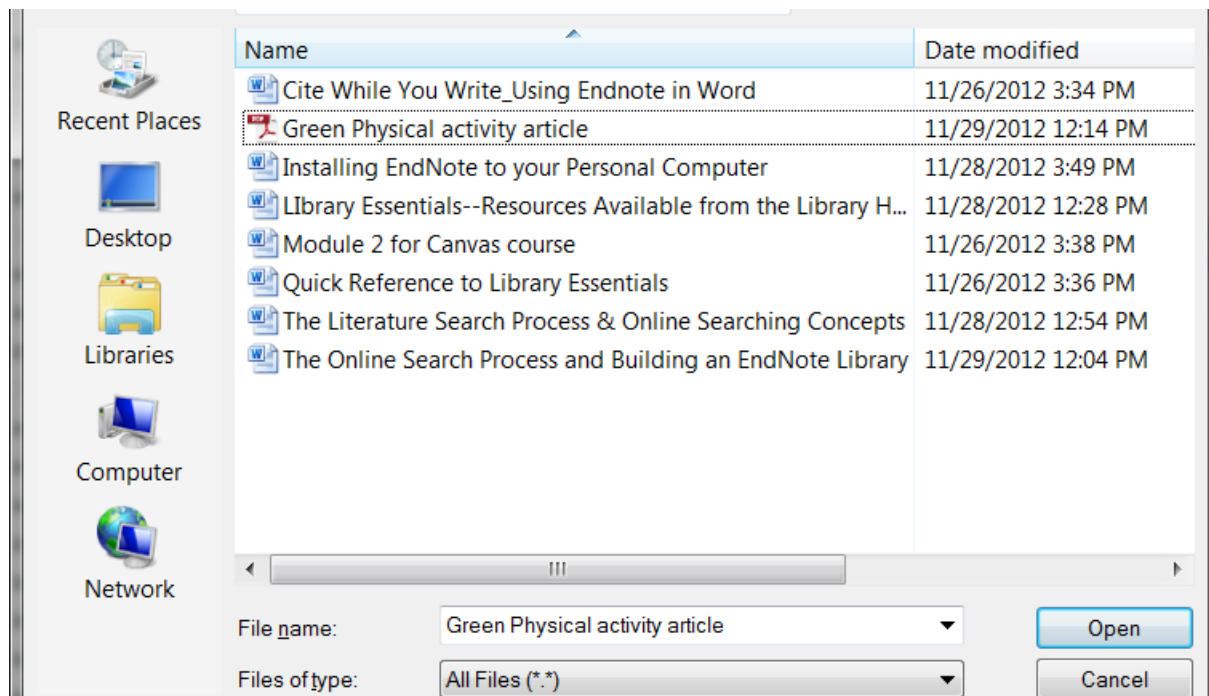 Name Date modified
Recent Places
Desktop
Libraries
Computer
Network
Cite While You Write_Using Endnote in Word 11/26/2012 3:34 PM
Green Physical activity article 11/29/2012 12:14 PM
Installing EndNote to your Personal Computer 11/28/2012 3:49 PM
LIbrary Essentials--Resources Available from the Library H... 11/28/2012 12:28 PM
Module 2 for Canvas course 11/26/2012 3:38 PM
Quick Reference to Library Essentials 11/26/2012 3:36 PM
The Literature Search Process & Online Searching Concepts 11/28/2012 12:54 PM
The Online Search Process and Building an EndNote Library 11/29/2012 12:04 PM
File name: Green Physical activity article Open
Files of type: All Files (*.*) Cancel